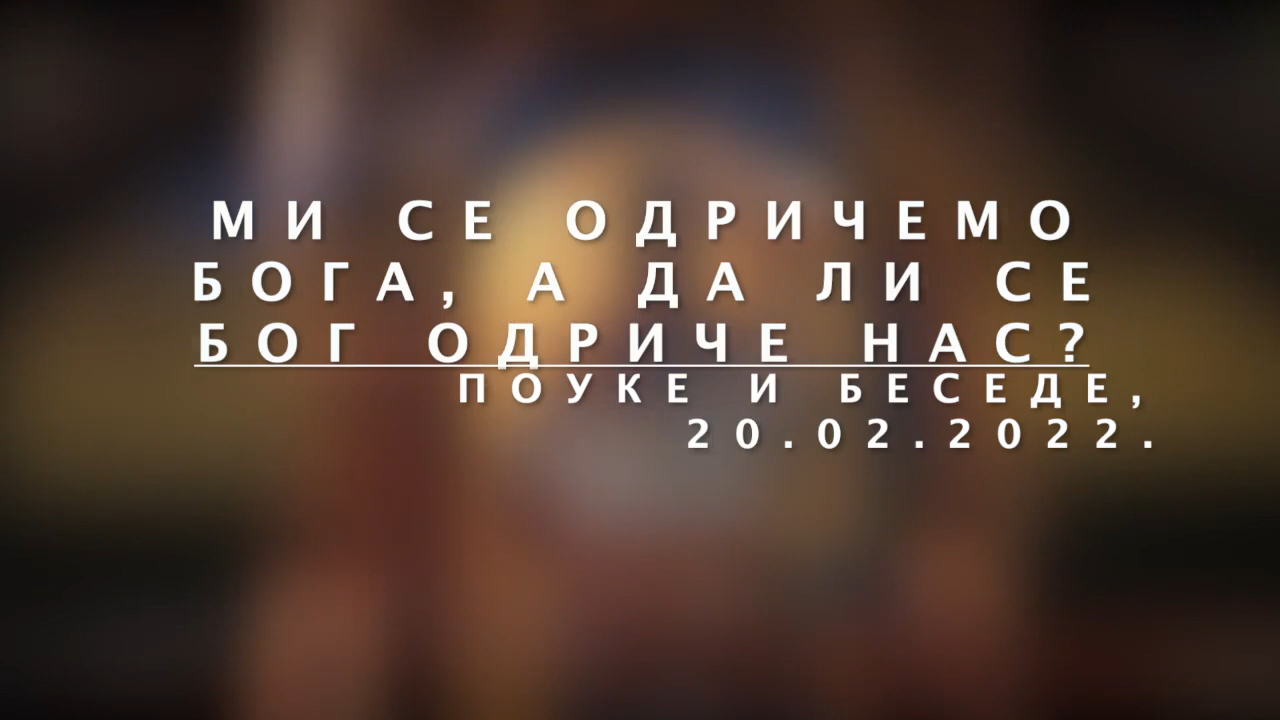 МИ СЕ ОДРИЧЕМО
БОГА, А ДА ЛИ СЕ
БОГ ОДРИЧЕ НАС?
ПОУКЕ И БЕСЕДЕ,
20.02.2022.